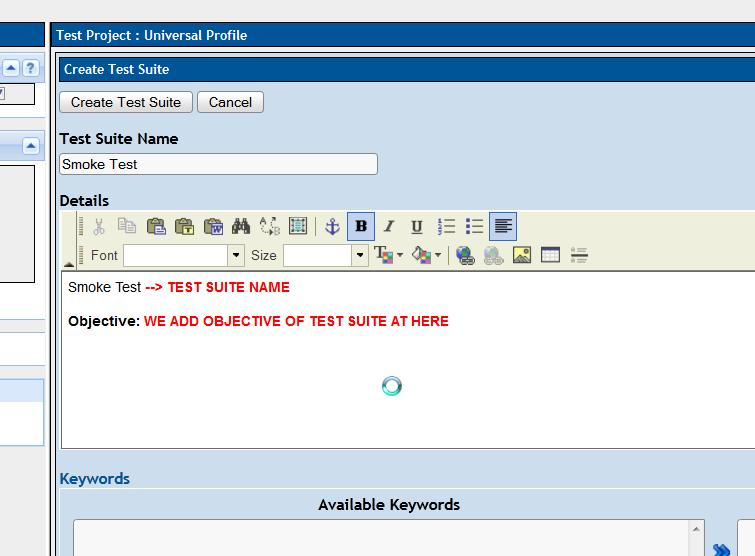 Test Project : Universal Profile
Create Test Suite
Create Test Suite Cancel
Test Suite Name
Smoke Test
Details
Font Size
Smoke Test --> TEST SUITE NAME
Objective: WE ADD OBJECTIVE OF TEST SUITE AT HERE
Keywords
Available Keywords